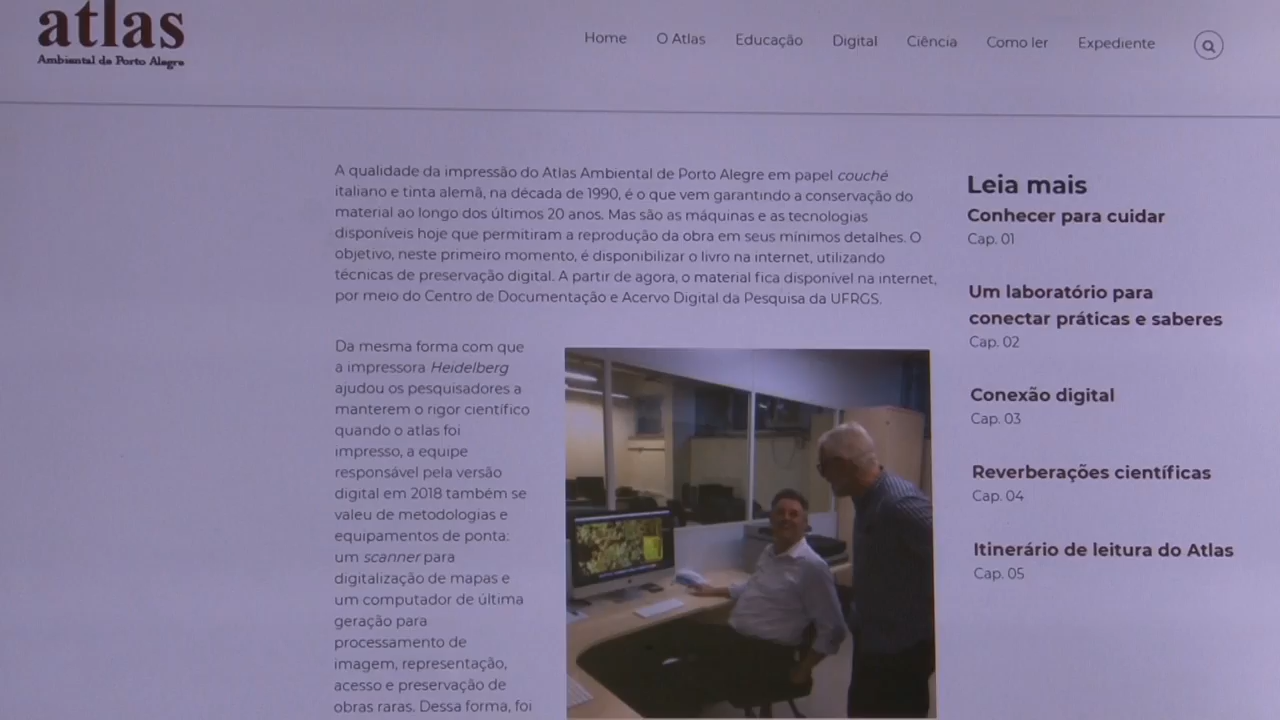 atlas
Ambiental de Porto Alegre
Home O Atlas Educação Digital Ciência Como ler Expediente
A qualidade da impressão do Atlas Ambiental de Porto Alegre em papel couché
italiano e tinta alemã, na década de 1990, é o que vem garantindo a conservação do
material ao longo dos últimos 20 anos. Mas são as máquinas e as tecnologias
disponíveis hoje que permitiram a reprodução da obra em seus mínimos detalhes. O
objetivo, neste primeiro momento, é disponibilizar o livro na internet, utilizando
técnicas de preservação digital. A partir de agora, o material fica disponível na internet,
por meio do Centro de Documentação e Acervo Digital da Pesquisa da UFRGS.
Da mesma forma com que
a impressora Heidelberg
ajudou os pesquisadores a
manterem o rigor científico
quando o atlas foi
impresso, a equipe
responsável pela versão
digital em 2018 também se
valeu de metodologias e
equipamentos de ponta:
um scanner para
digitalização de mapas e
um computador de última
geração para
processamento de
imagem, representação,
acesso e preservação de
obras raras. Dessa forma, foi
Leia mais
Conhecer para cuidar
Cap. 01
Um laboratório para
conectar práticas e saberes
Cap. 02
Conexão digital
Cap. 03
Reverberações científicas
Cap. 04
Itinerário de leitura do Atlas
Cap. 05